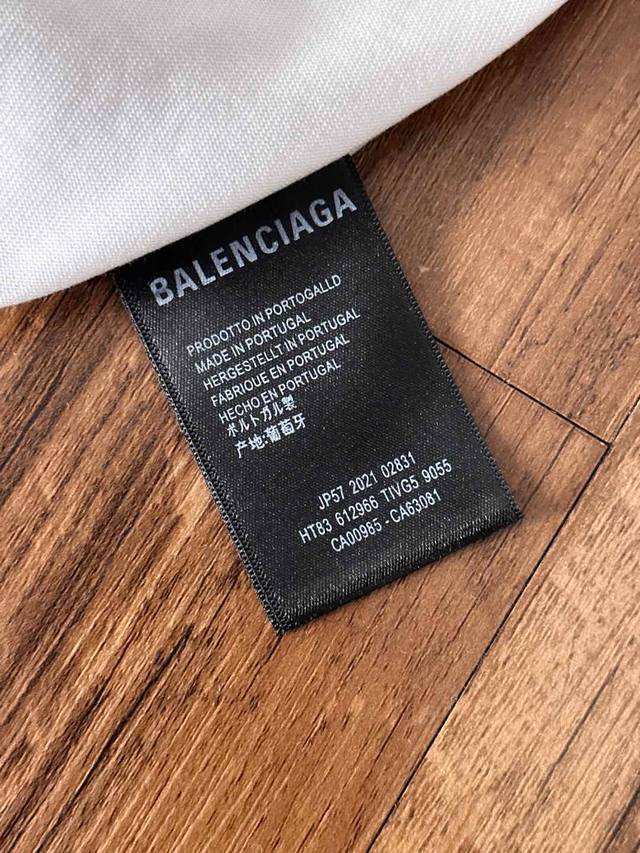 BALENCIAGA
PRODOTTO IN PORTOGALLD
MADE IN PORTUGAL
HERGESTELLT IN PORTUGAL
FABRIQUE EN PORTUGAL
HECHO EN PORTUGAL
ポルトガル製
产地:葡萄牙
JP57 2021 02831
HT83 612966 TIVG5 9055
CA00985 - CA63081